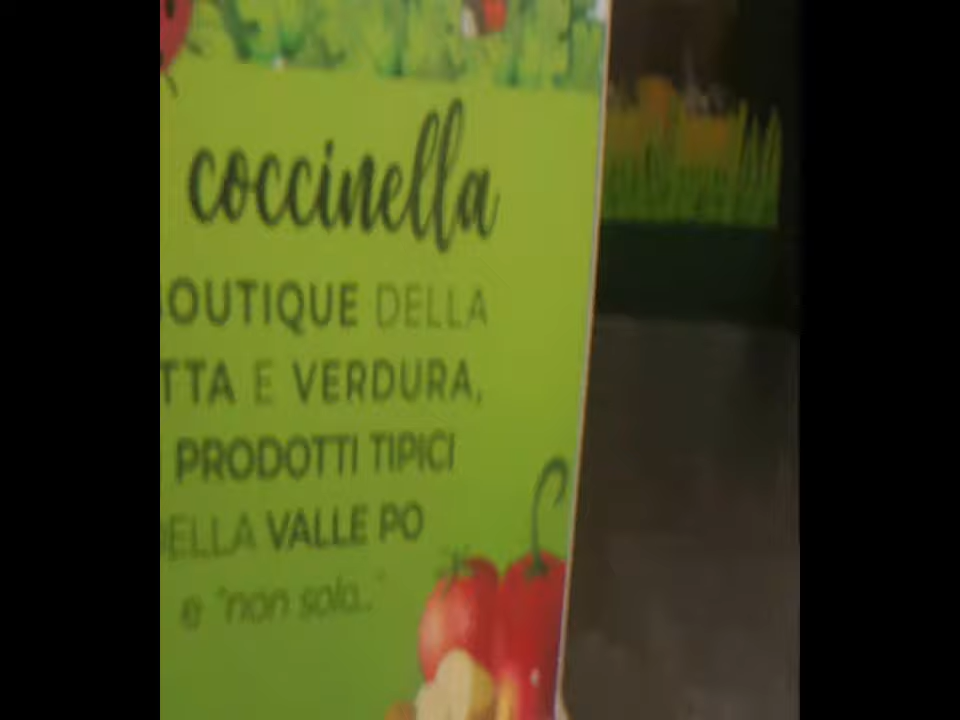 coccinella
OUTIQUE DELLA
TTA E VERDURA,
PRODOTTI TIPICI
ELLA VALLE PO
e "non solo..."